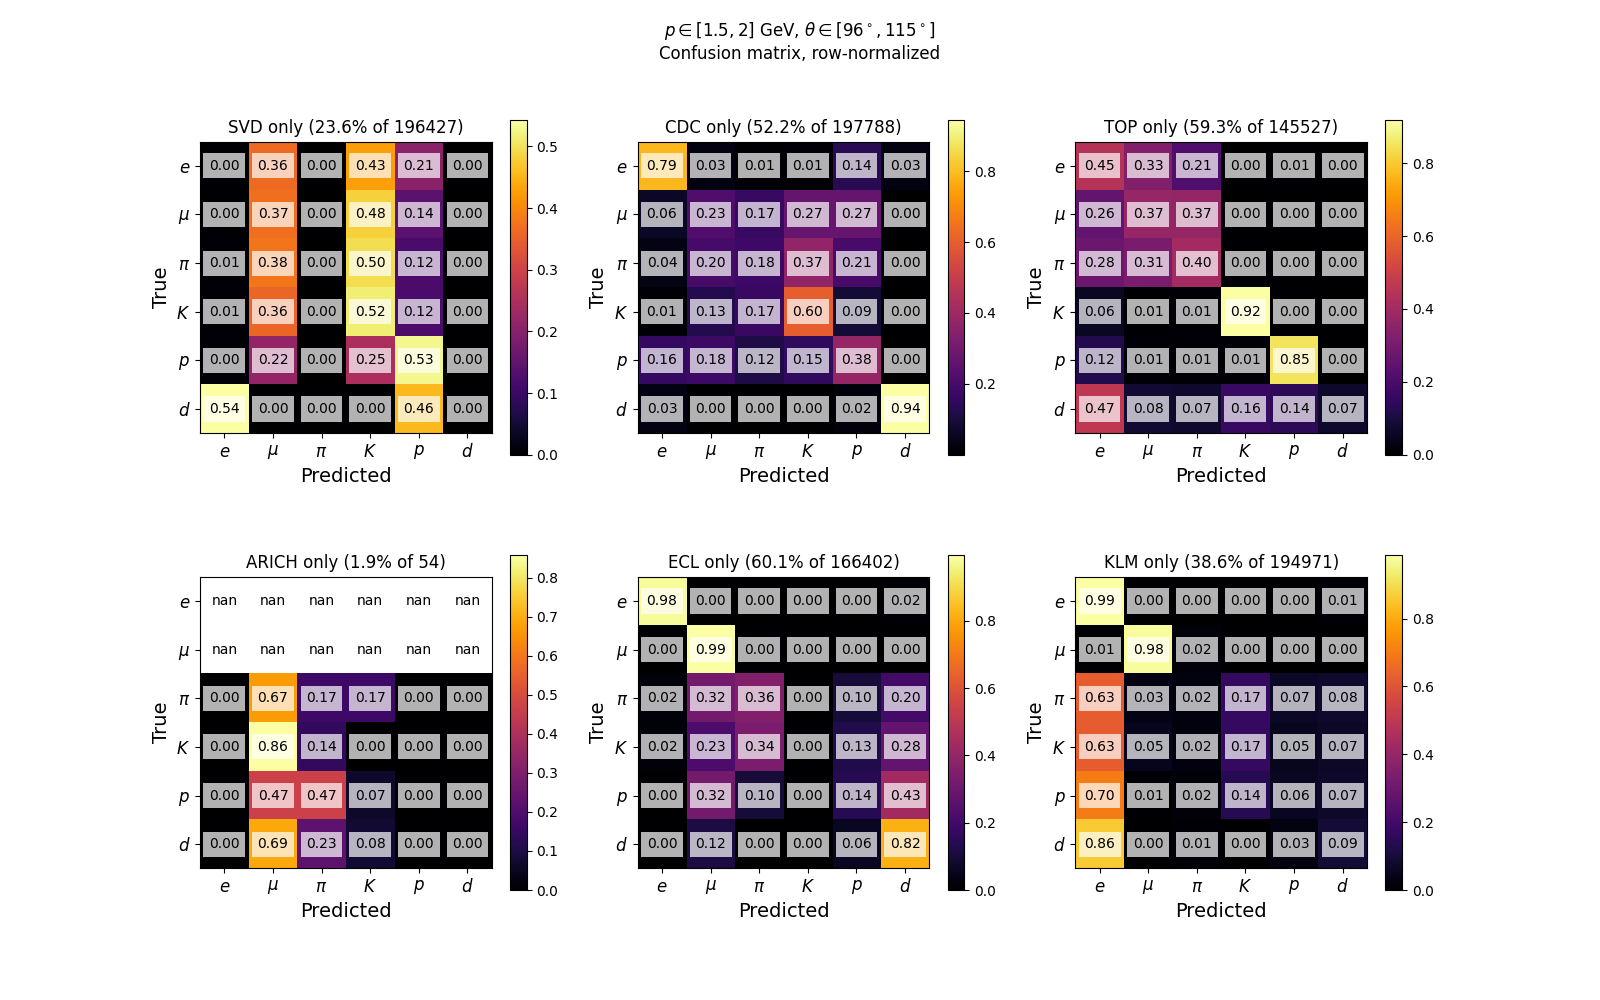 p ∈ [1.5, 2] GeV, θ ∈ [96°, 115°]
Confusion matrix, row-normalized
SVD only (23.6% of 196427)
True
e 0.00 0.36 0.00 0.43 0.21 0.00
μ 0.00 0.37 0.00 0.48 0.14 0.00
π 0.01 0.38 0.00 0.50 0.12 0.00
K 0.01 0.36 0.00 0.52 0.12 0.00
p 0.00 0.22 0.00 0.25 0.53 0.00
d 0.54 0.00 0.00 0.00 0.46 0.00
e μ π K p d
Predicted
0.5
0.4
0.3
0.2
0.1
0.0
CDC only (52.2% of 197788)
True
e 0.79 0.03 0.01 0.01 0.14 0.03
μ 0.06 0.23 0.17 0.27 0.27 0.00
π 0.04 0.20 0.18 0.37 0.21 0.00
K 0.01 0.13 0.17 0.60 0.09 0.00
p 0.16 0.18 0.12 0.15 0.38 0.00
d 0.03 0.00 0.00 0.00 0.02 0.94
e μ π K p d
Predicted
0.8
0.6
0.4
0.2
TOP only (59.3% of 145527)
True
e 0.45 0.33 0.21 0.00 0.01 0.00
μ 0.26 0.37 0.37 0.00 0.00 0.00
π 0.28 0.31 0.40 0.00 0.00 0.00
K 0.06 0.01 0.01 0.92 0.00 0.00
p 0.12 0.01 0.01 0.01 0.85 0.00
d 0.47 0.08 0.07 0.16 0.14 0.07
e μ π K p d
Predicted
0.8
0.6
0.4
0.2
0.0
ARICH only (1.9% of 54)
True
e nan nan nan nan nan nan
μ nan nan nan nan nan nan
π 0.00 0.67 0.17 0.17 0.00 0.00
K 0.00 0.86 0.14 0.00 0.00 0.00
p 0.00 0.47 0.47 0.07 0.00 0.00
d 0.00 0.69 0.23 0.08 0.00 0.00
e μ π K p d
Predicted
0.8
0.7
0.6
0.5
0.4
0.3
0.2
0.1
0.0
ECL only (60.1% of 166402)
True
e 0.98 0.00 0.00 0.00 0.00 0.02
μ 0.00 0.99 0.00 0.00 0.00 0.00
π 0.02 0.32 0.36 0.00 0.10 0.20
K 0.02 0.23 0.34 0.00 0.13 0.28
p 0.00 0.32 0.10 0.00 0.14 0.43
d 0.00 0.12 0.00 0.00 0.06 0.82
e μ π K p d
Predicted
0.8
0.6
0.4
0.2
0.0
KLM only (38.6% of 194971)
True
e 0.99 0.00 0.00 0.00 0.00 0.01
μ 0.01 0.98 0.02 0.00 0.00 0.00
π 0.63 0.03 0.02 0.17 0.07 0.08
K 0.63 0.05 0.02 0.17 0.05 0.07
p 0.70 0.01 0.02 0.14 0.06 0.07
d 0.86 0.00 0.01 0.00 0.03 0.09
e μ π K p d
Predicted
0.8
0.6
0.4
0.2
0.0